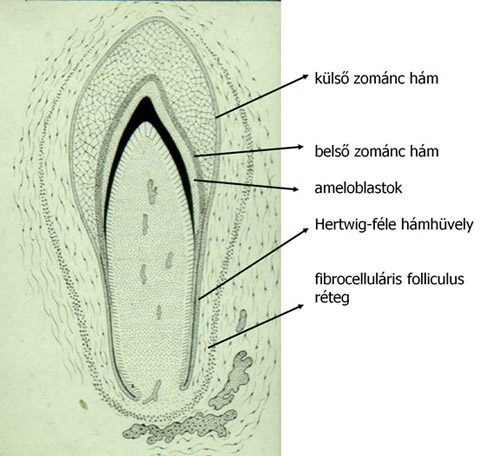 külső zománc hám
belső zománc hám
ameloblastok
Hertwig-féle hámhüvely
fibrocelluláris folliculus
réteg